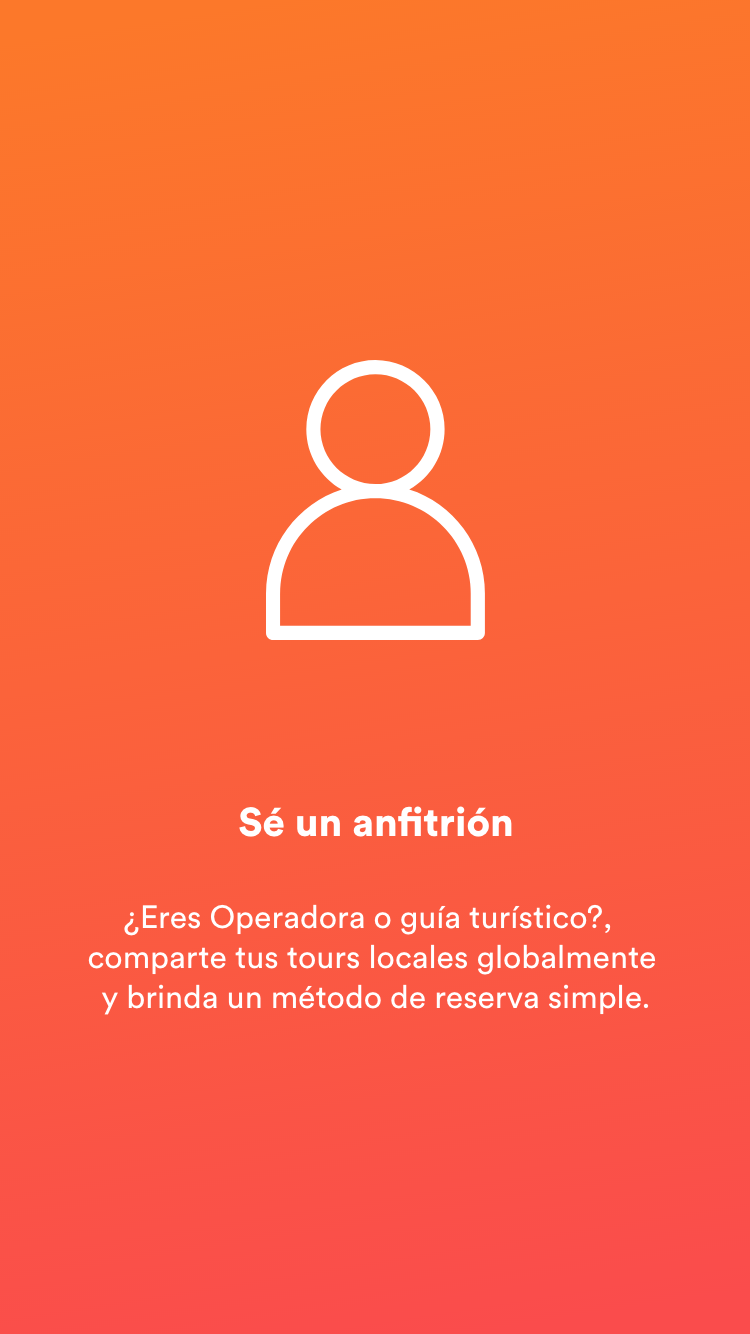 Sé un anfitrión
¿Eres Operadora o guía turístico?,
comparte tus tours locales globalmente
y brinda un método de reserva simple.